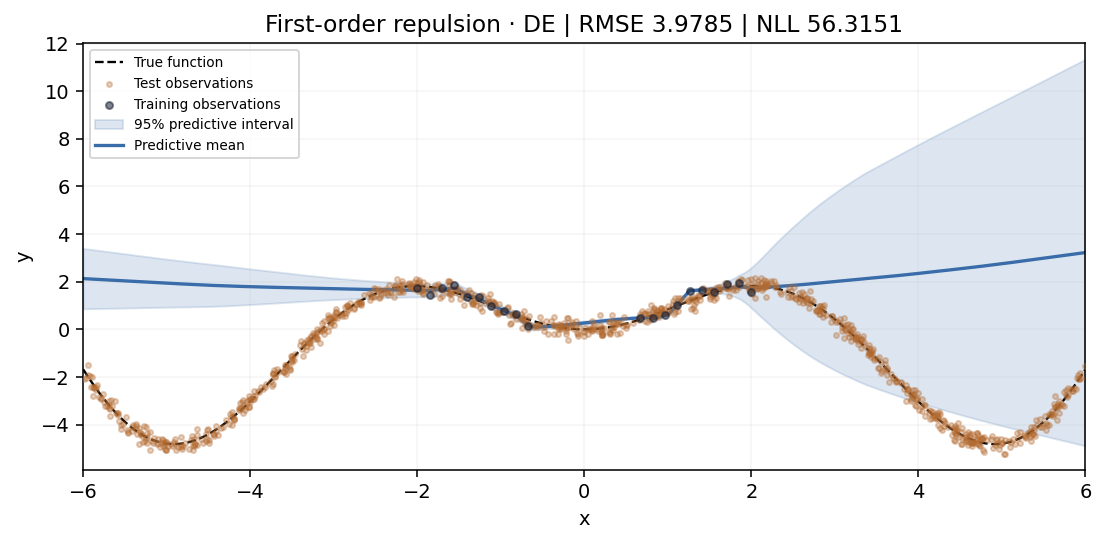 First-order repulsion · DE | RMSE 3.9785 | NLL 56.3151
True function
Test observations
Training observations
95% predictive interval
Predictive mean
y
12
10
8
6
4
2
0
−2
−4
−6
−4
−2
0
2
4
6
x